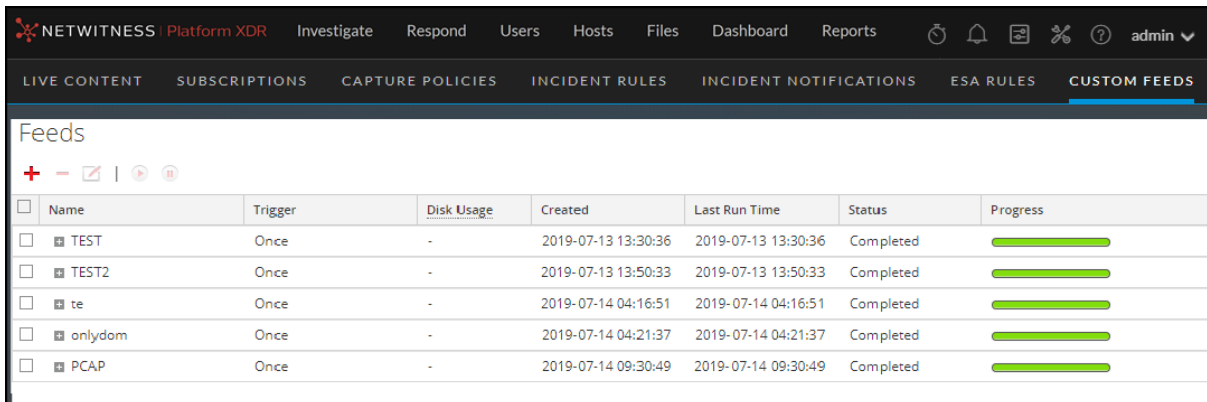 NETWITNESS | Platform XDR Investigate Respond Users Hosts Files Dashboard Reports admin
LIVE CONTENT SUBSCRIPTIONS CAPTURE POLICIES INCIDENT RULES INCIDENT NOTIFICATIONS ESA RULES CUSTOM FEEDS
Feeds
Name Trigger Disk Usage Created Last Run Time Status Progress
TEST Once - 2019-07-13 13:30:36 2019-07-13 13:30:36 Completed
TEST2 Once - 2019-07-13 13:50:33 2019-07-13 13:50:33 Completed
te Once - 2019-07-14 04:16:51 2019-07-14 04:16:51 Completed
onlydom Once - 2019-07-14 04:21:37 2019-07-14 04:21:37 Completed
PCAP Once - 2019-07-14 09:30:49 2019-07-14 09:30:49 Completed